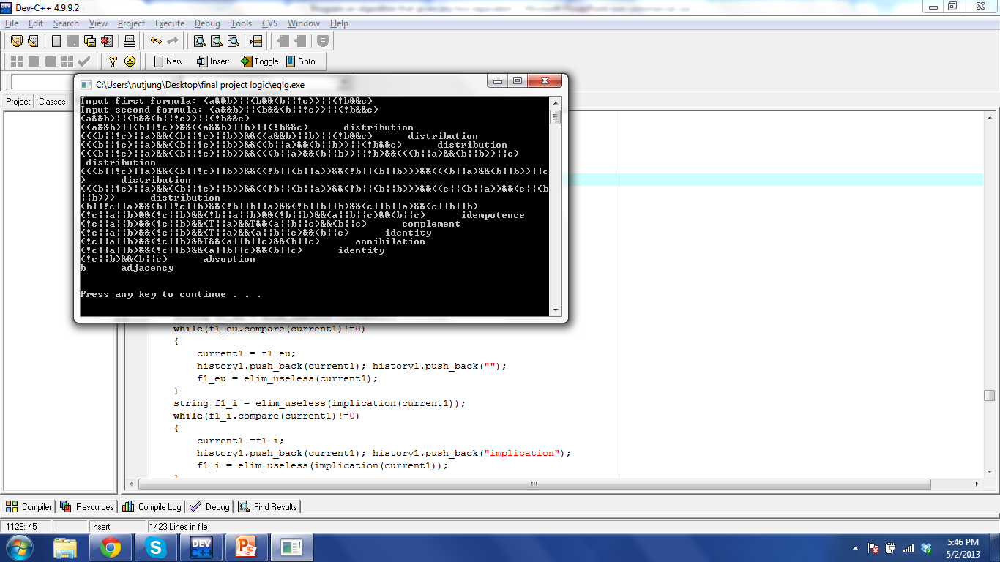 Dev-C++ 4.9.9.2
File Edit Search View Project Execute Debug Tools CVS Window Help
New Insert Toggle Goto
C:\Users\nutjung\Desktop\final project logic\eqlg.exe
Project Classes
Input first formula: (a&&b)||(b&&(b||!c))||(!b&&c)
Input second formula: (a&&b)||(b&&(b||!c))||(!b&&c)
(a&&b)||(b&&(b||!c))||(!b&&c)
((a&&b)||(b||!c))&&((a&&b)||b)||(!b&&c) distribution
(((b||!c)||a)&&((b||!c)||b))&&((a&&b)||b)||(!b&&c) distribution
(((b||!c)||a)&&((b||!c)||b))&&((b||a)&&(b||b))||(!b&&c) distribution
(((b||!c)||a)&&((b||!c)||b))&&(((b||a)&&(b||b))||!b)&&(((b||a)&&(b||b))||c)
distribution
(((b||!c)||a)&&((b||!c)||b))&&((!b||(b||a))&&(!b||(b||b)))&&(((b||a)&&(b||b))||c
) distribution
(((b||!c)||a)&&((b||!c)||b))&&((!b||(b||a))&&(!b||(b||b)))&&((c||(b||a))&&(c||(b
||b))) distribution
(b||!c||a)&&(b||!c||b)&&(!b||b||a)&&(!b||b||b)&&(c||b||a)&&(c||b||b)
(!c||a||b)&&(!c||b)&&(!b||a||b)&&(!b||b)&&(a||b||c)&&(b||c) idempotence
(!c||a||b)&&(!c||b)&&(T||a)&&T&&(a||b||c)&&(b||c) complement
(!c||a||b)&&(!c||b)&&(T||a)&&(a||b||c)&&(b||c) identity
(!c||a||b)&&(!c||b)&&T&&(a||b||c)&&(b||c) annihilation
(!c||a||b)&&(!c||b)&&(a||b||c)&&(b||c) identity
(!c||b)&&(b||c) absoption
b adjacency
Press any key to continue . . .
while(f1_eu.compare(current1)!=0)
{
current1 = f1_eu;
history1.push_back(current1); history1.push_back("");
f1_eu = elim_useless(current1);
}
string f1_i = elim_useless(implication(current1));
while(f1_i.compare(current1)!=0)
{
current1 =f1_i;
history1.push_back(current1); history1.push_back("implication");
f1_i = elim_useless(implication(current1));
Compiler Resources Compile Log Debug Find Results
1129: 45 Insert 1423 Lines in file
5:46 PM
5/2/2013